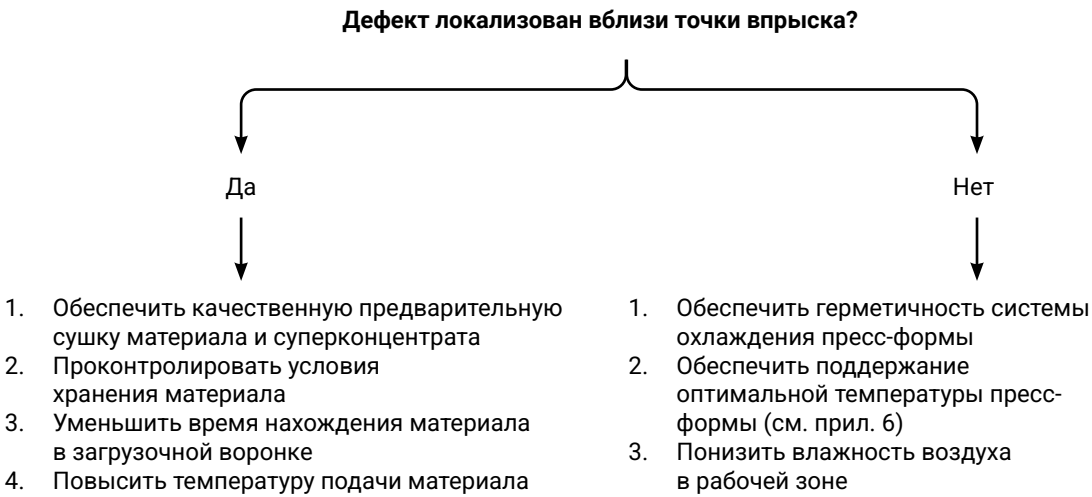 Дефект локализован вблизи точки впрыска?
Да
Нет
1. Обеспечить качественную предварительную
сушку материала и суперконцентрата
2. Проконтролировать условия
хранения материала
3. Уменьшить время нахождения материала
в загрузочной воронке
4. Повысить температуру подачи материала
1. Обеспечить герметичность системы
охлаждения пресс-формы
2. Обеспечить поддержание
оптимальной температуры пресс-
формы (см. прил. 6)
3. Понизить влажность воздуха
в рабочей зоне